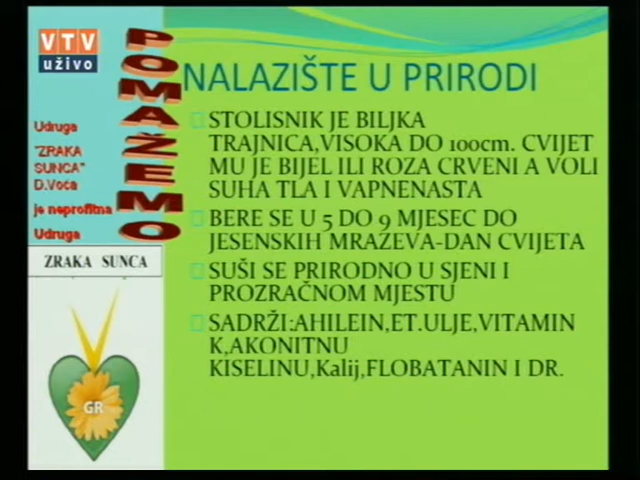 VTV
uživo
POMAŽEMO
Udruga
"ZRAKA
SUNCA"
D.Voca
je neprofitna
Udruga
ZRAKA SUNCA
GR
NALAZIŠTE U PRIRODI
STOLISNIK JE BILJKA
TRAJNICA,VISOKA DO 100cm. CVIJET
MU JE BIJEL ILI ROZA CRVENI A VOLI
SUHA TLA I VAPNENASTA
BERE SE U 5 DO 9 MJESEC DO
JESENSKIH MRAZEVA-DAN CVIJETA
SUŠI SE PRIRODNO U SJENI I
PROZRAČNOM MJESTU
SADRŽI:AHILEIN,ET.ULJE,VITAMIN
K,AKONITNU
KISELINU,Kalij,FLOBATANIN I DR.